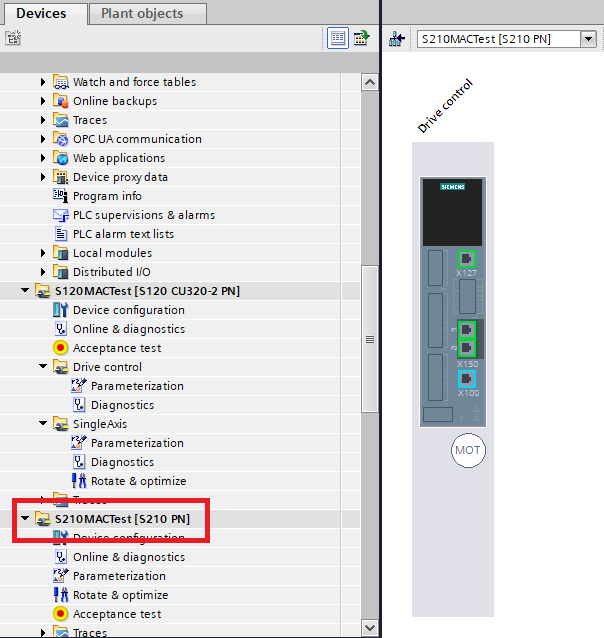 Devices
Plant objects
Watch and force tables
Online backups
Traces
OPC UA communication
Web applications
Device proxy data
Program info
PLC supervisions & alarms
PLC alarm text lists
Local modules
Distributed I/O
S120MACTest [S120 CU320-2 PN]
Device configuration
Online & diagnostics
Acceptance test
Drive control
Parameterization
Diagnostics
SingleAxis
Parameterization
Diagnostics
Rotate & optimize
Traces
S210MACTest [S210 PN]
Device configuration
Online & diagnostics
Parameterization
Rotate & optimize
Acceptance test
Traces
S210MACTest [S210 PN]
Drive control
SIEMENS
X127
P1
P2
X150
X100
MOT